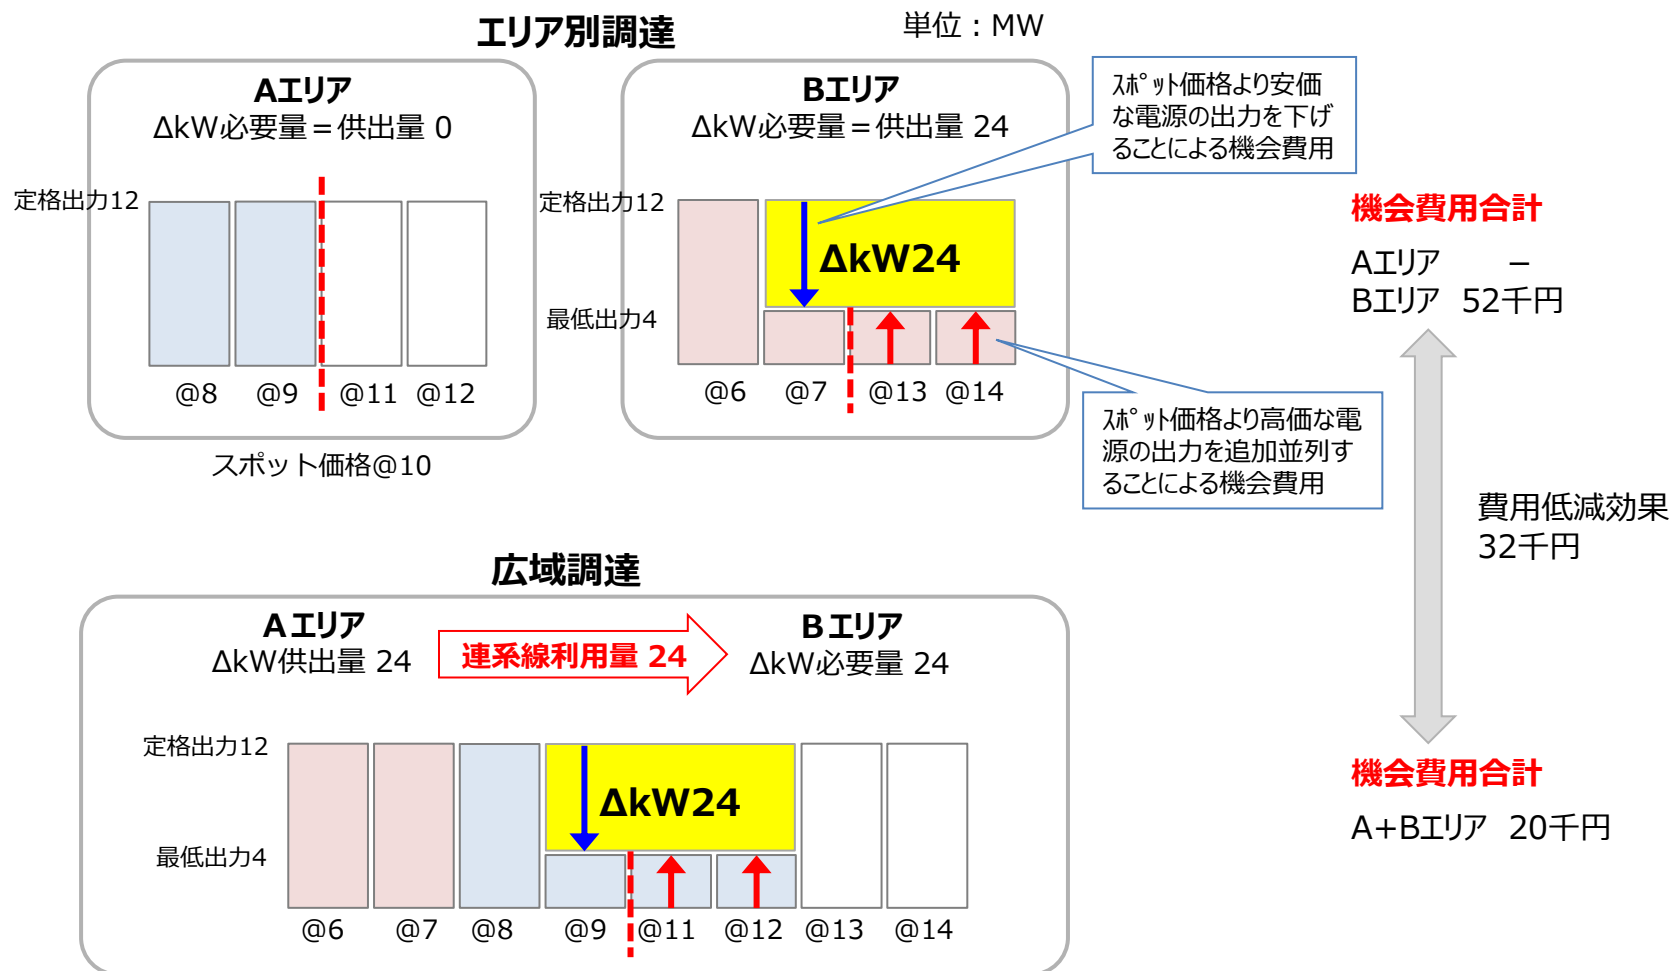 エリア別調達
単位：MW
Aエリア
ΔkW必要量＝供出量 0
定格出力12
@8 @9 @11 @12
スポット価格@10
Bエリア
ΔkW必要量＝供出量 24
定格出力12
ΔkW24
最低出力4
@6 @7 @13 @14
ｽﾎﾟｯﾄ価格より安価
な電源の出力を下げ
ることによる機会費用
ｽﾎﾟｯﾄ価格より高価な電
源の出力を追加並列す
ることによる機会費用
機会費用合計
Aエリア －
Bエリア 52千円
費用低減効果
32千円
広域調達
Aエリア
ΔkW供出量 24
連系線利用量 24
Bエリア
ΔkW必要量 24
定格出力12
ΔkW24
最低出力4
@6 @7 @8 @9 @11 @12 @13 @14
機会費用合計
A+Bエリア 20千円